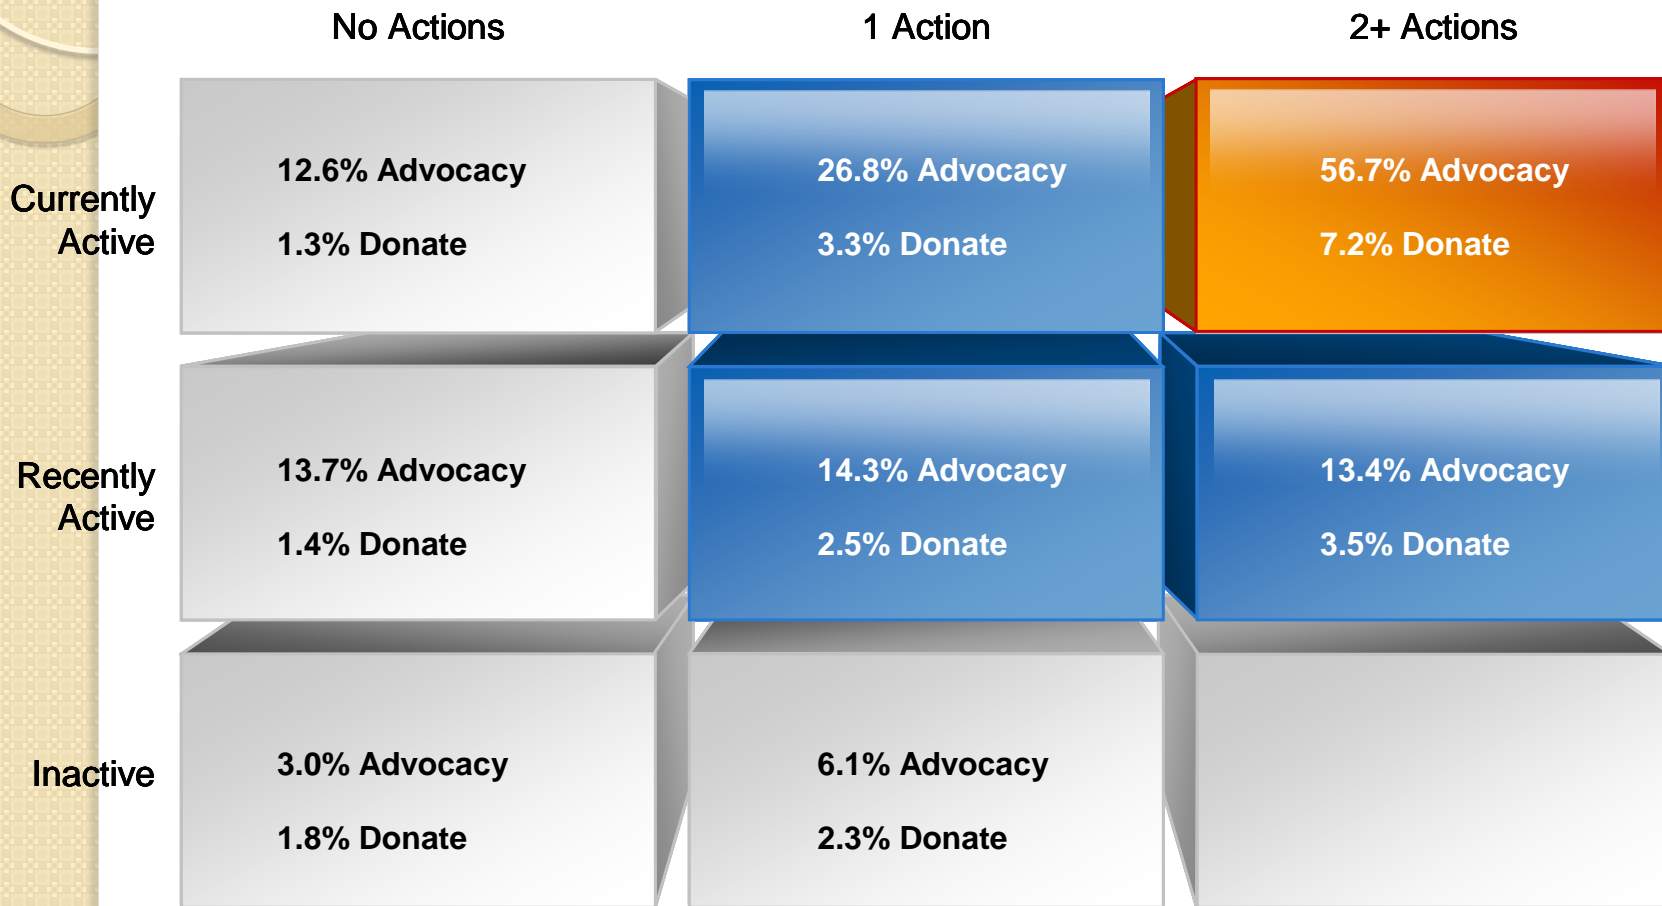 No Actions
1 Action
2+ Actions
Currently
Active
12.6% Advocacy
1.3% Donate
26.8% Advocacy
3.3% Donate
56.7% Advocacy
7.2% Donate
Recently
Active
13.7% Advocacy
1.4% Donate
14.3% Advocacy
2.5% Donate
13.4% Advocacy
3.5% Donate
Inactive
3.0% Advocacy
1.8% Donate
6.1% Advocacy
2.3% Donate